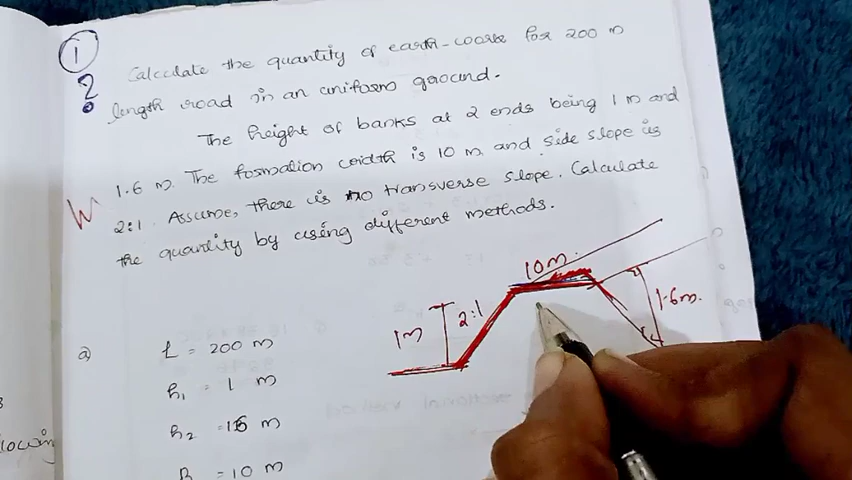 1
?
Calculate the quantity of earth-work for 200 m
length road in an uniform ground.
The height of banks at 2 ends being 1 m and
1.6 m. The formation width is 10 m and side slope is
2:1. Assume, there is no transverse slope. Calculate
the quantity by using different methods.
10m.
1m
2:1
1.6m.
a)
L = 200 m
h₁ = 1 m
h₂ = 1.6 m
B = 10 m
lowing